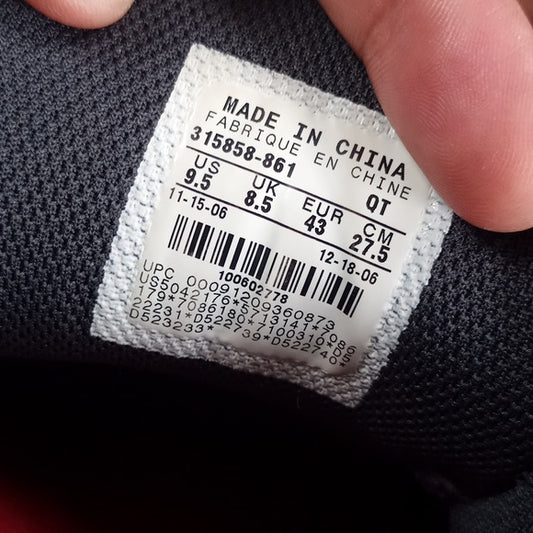 MADE IN CHINA
FABRIQUE EN CHINE
315858-861
US UK EUR CM QT
9.5 8.5 43 27.5
11-15-06 12-18-06
100602778
UPC 00091209360873